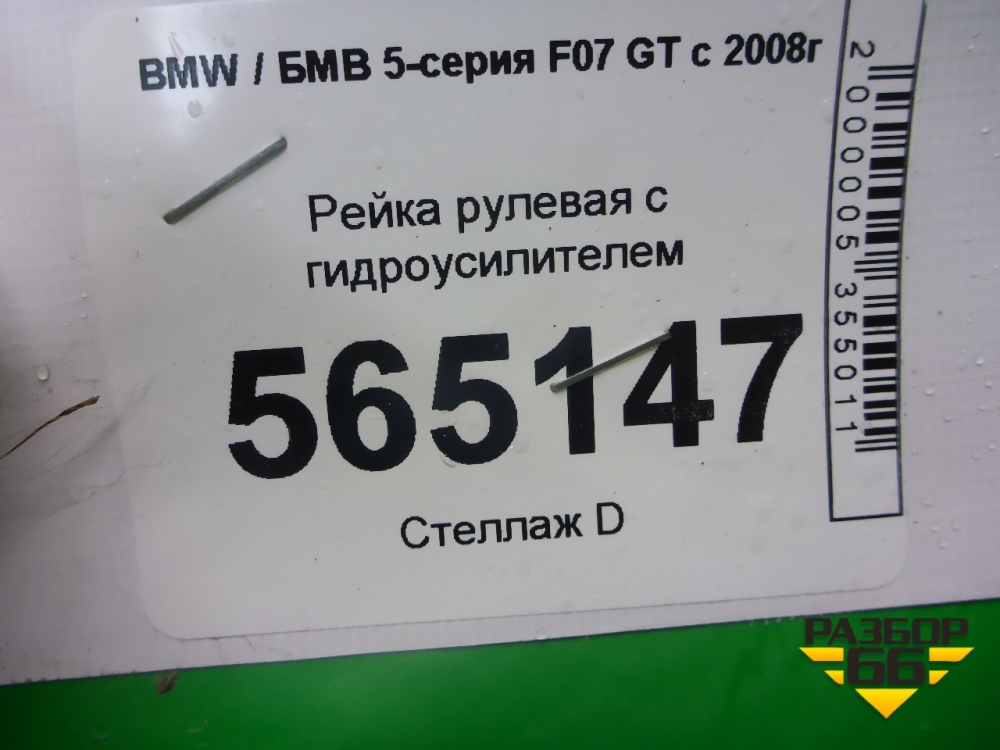 BMW / БМВ 5-серия F07 GT с 2008г
Рейка рулевая с
гидроусилителем
565147
Стеллаж D
2000005355011
РАЗБОР
66